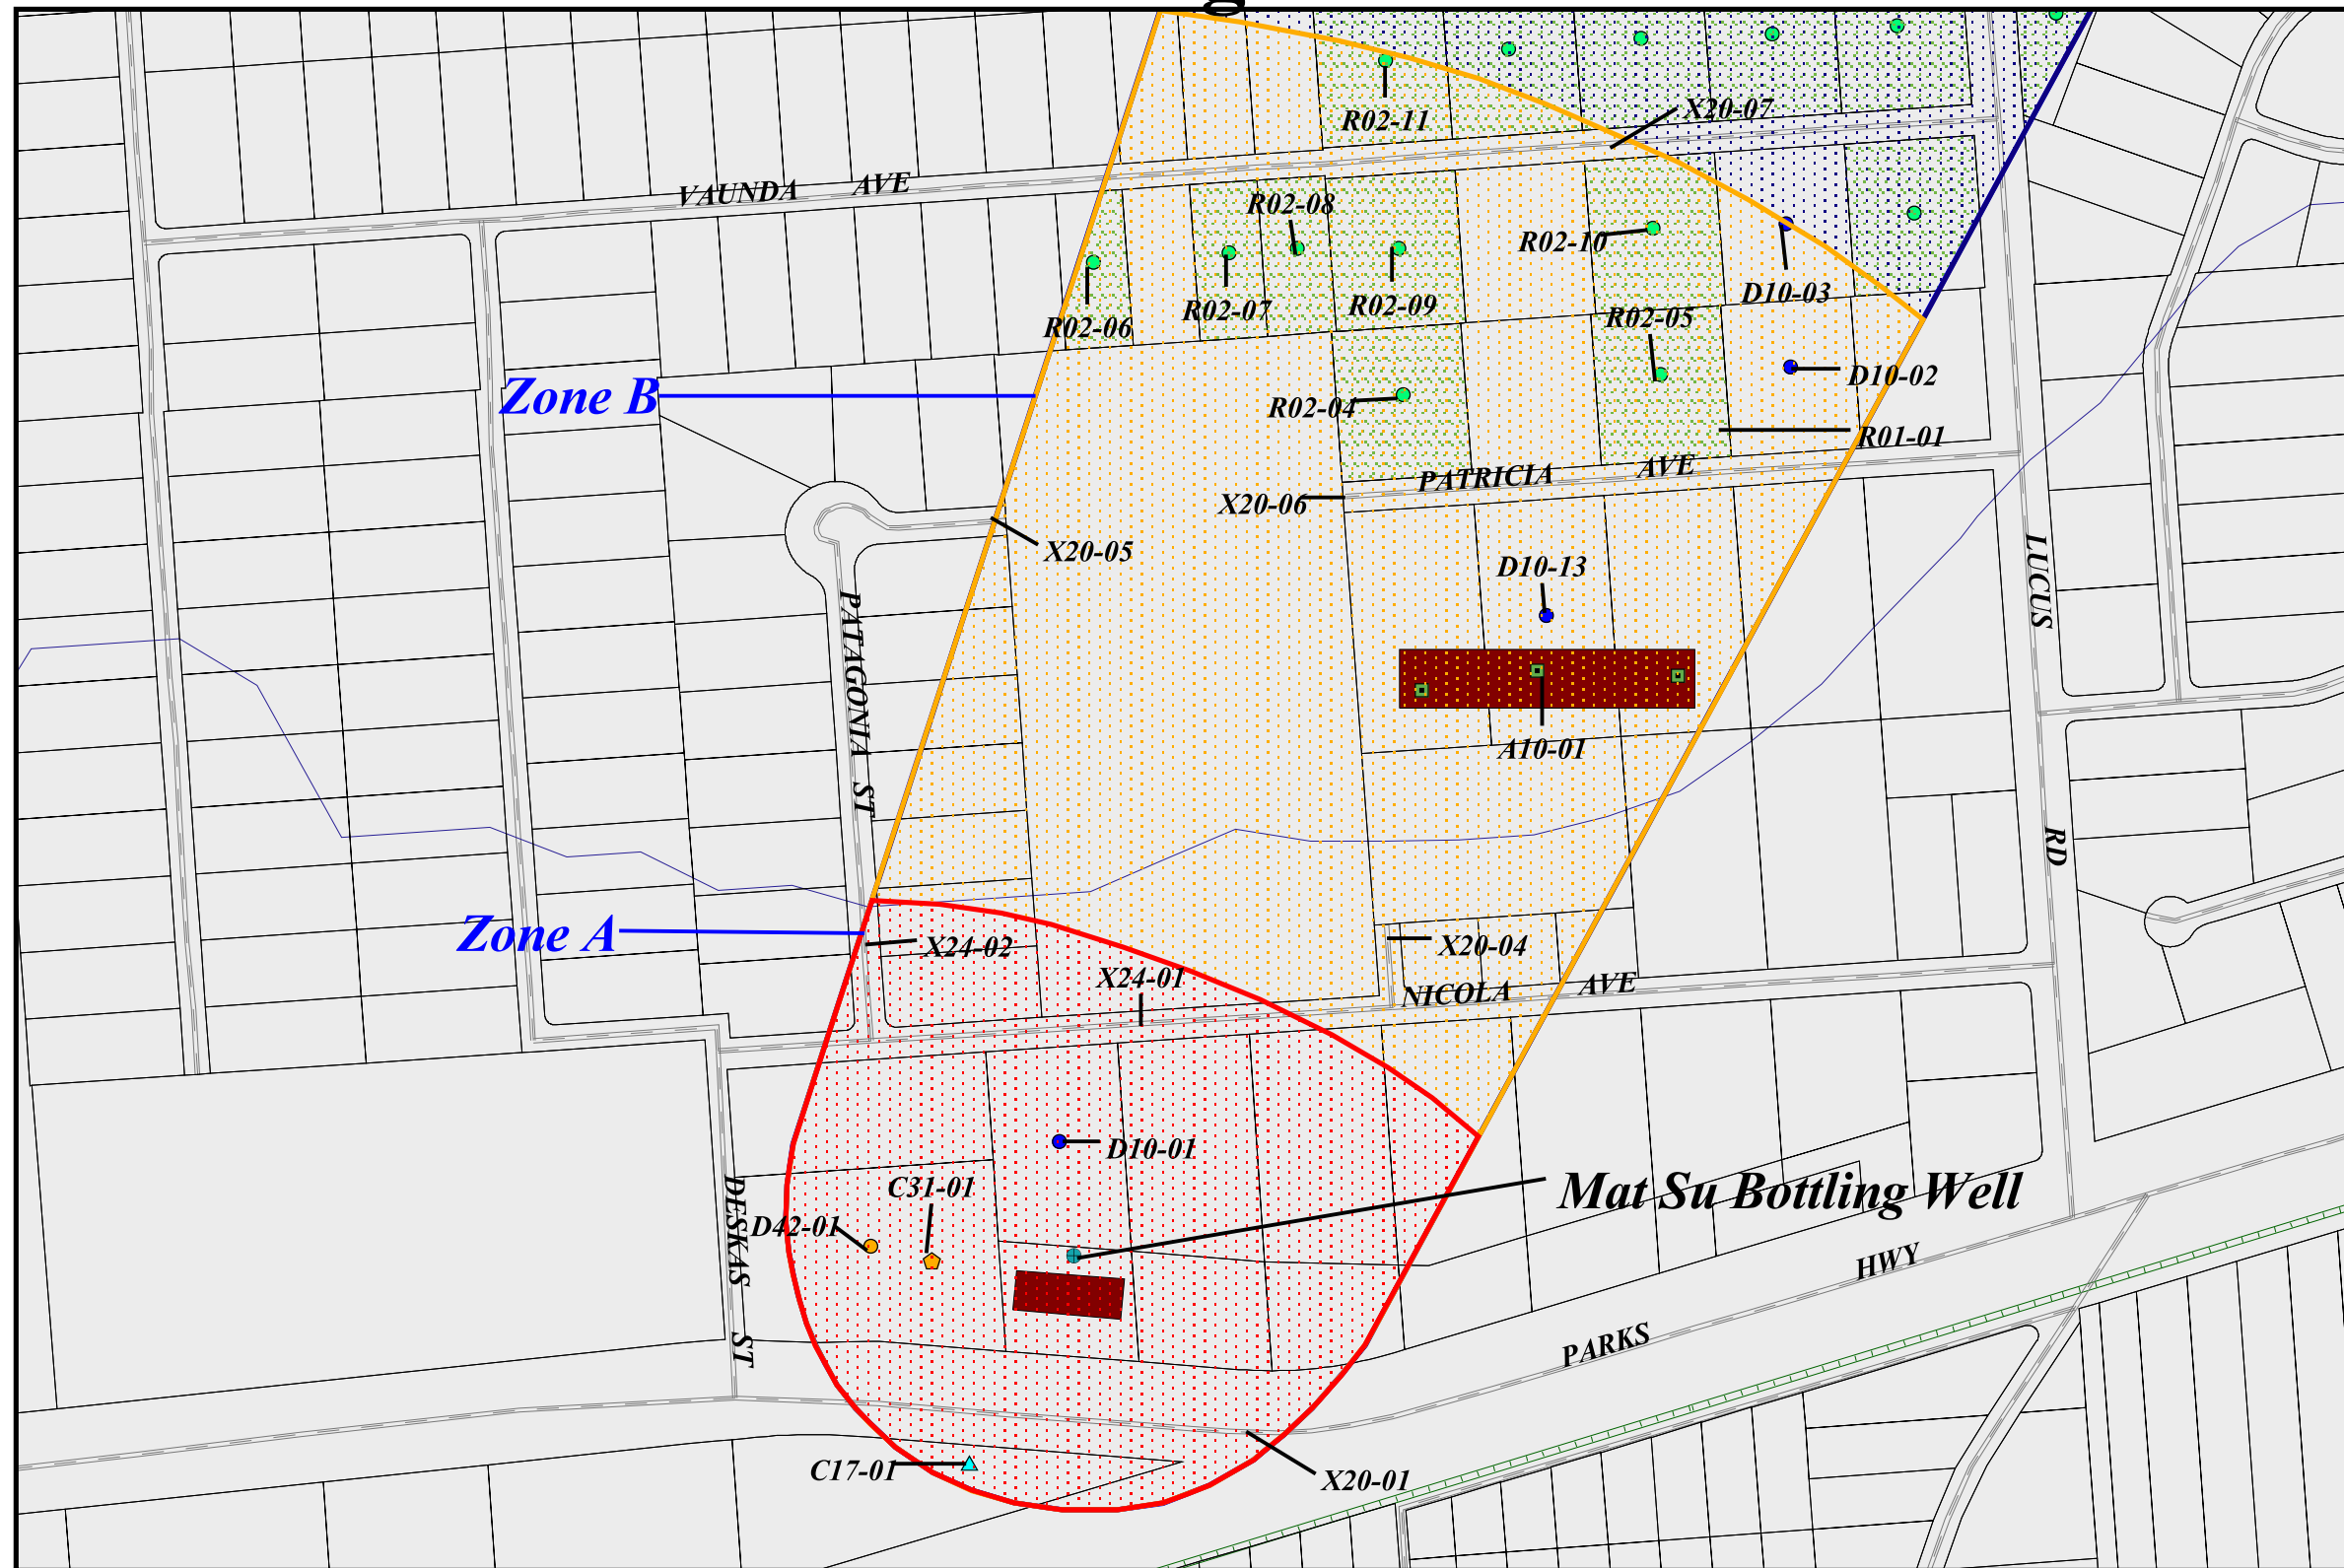 g
X20-07
R02-11
VAUNDA AVE
R02-08
R02-10
R02-06
R02-07
R02-09
D10-03
R02-05
Zone B
D10-02
R02-04
R01-01
PATRICIA AVE
X20-06
X20-05
D10-13
LUCUS RD
PATAGONIA ST
A10-01
Zone A
X24-02
X20-04
X24-01
NICOLA AVE
D10-01
C31-01
Mat Su Bottling Well
D42-01
DESKAS ST
PARKS HWY
C17-01
X20-01